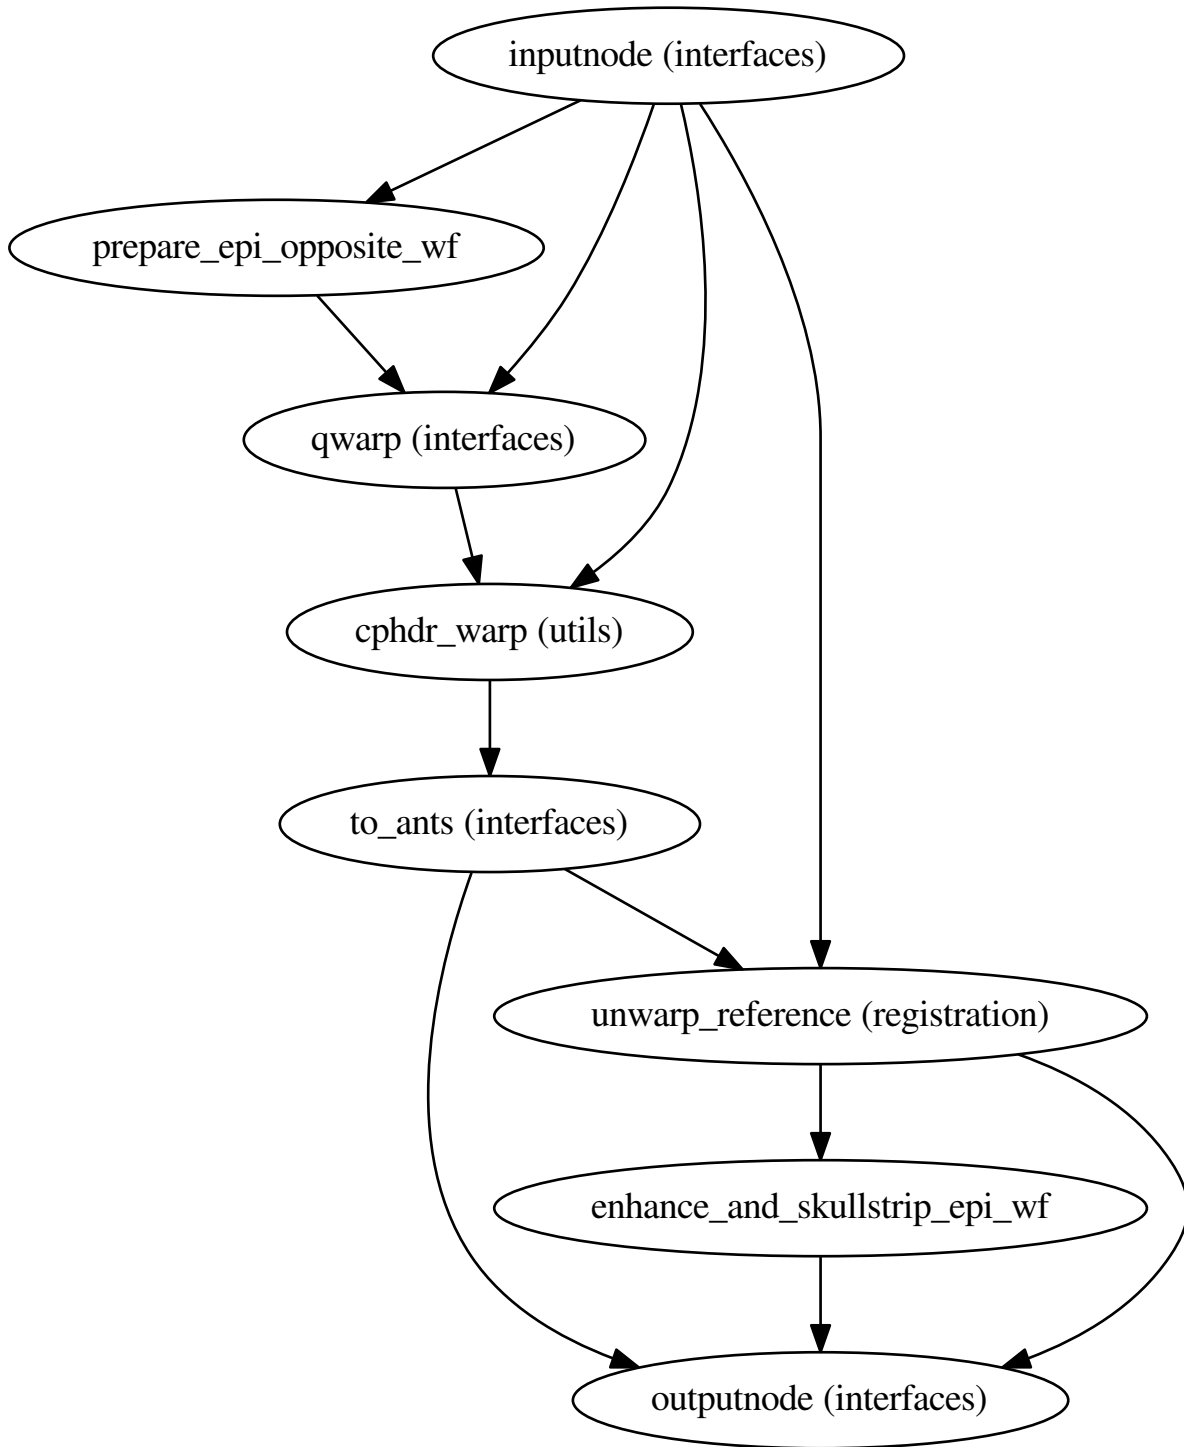 inputnode (interfaces)
prepare_epi_opposite_wf
qwarp (interfaces)
cphdr_warp (utils)
to_ants (interfaces)
unwarp_reference (registration)
enhance_and_skullstrip_epi_wf
outputnode (interfaces)